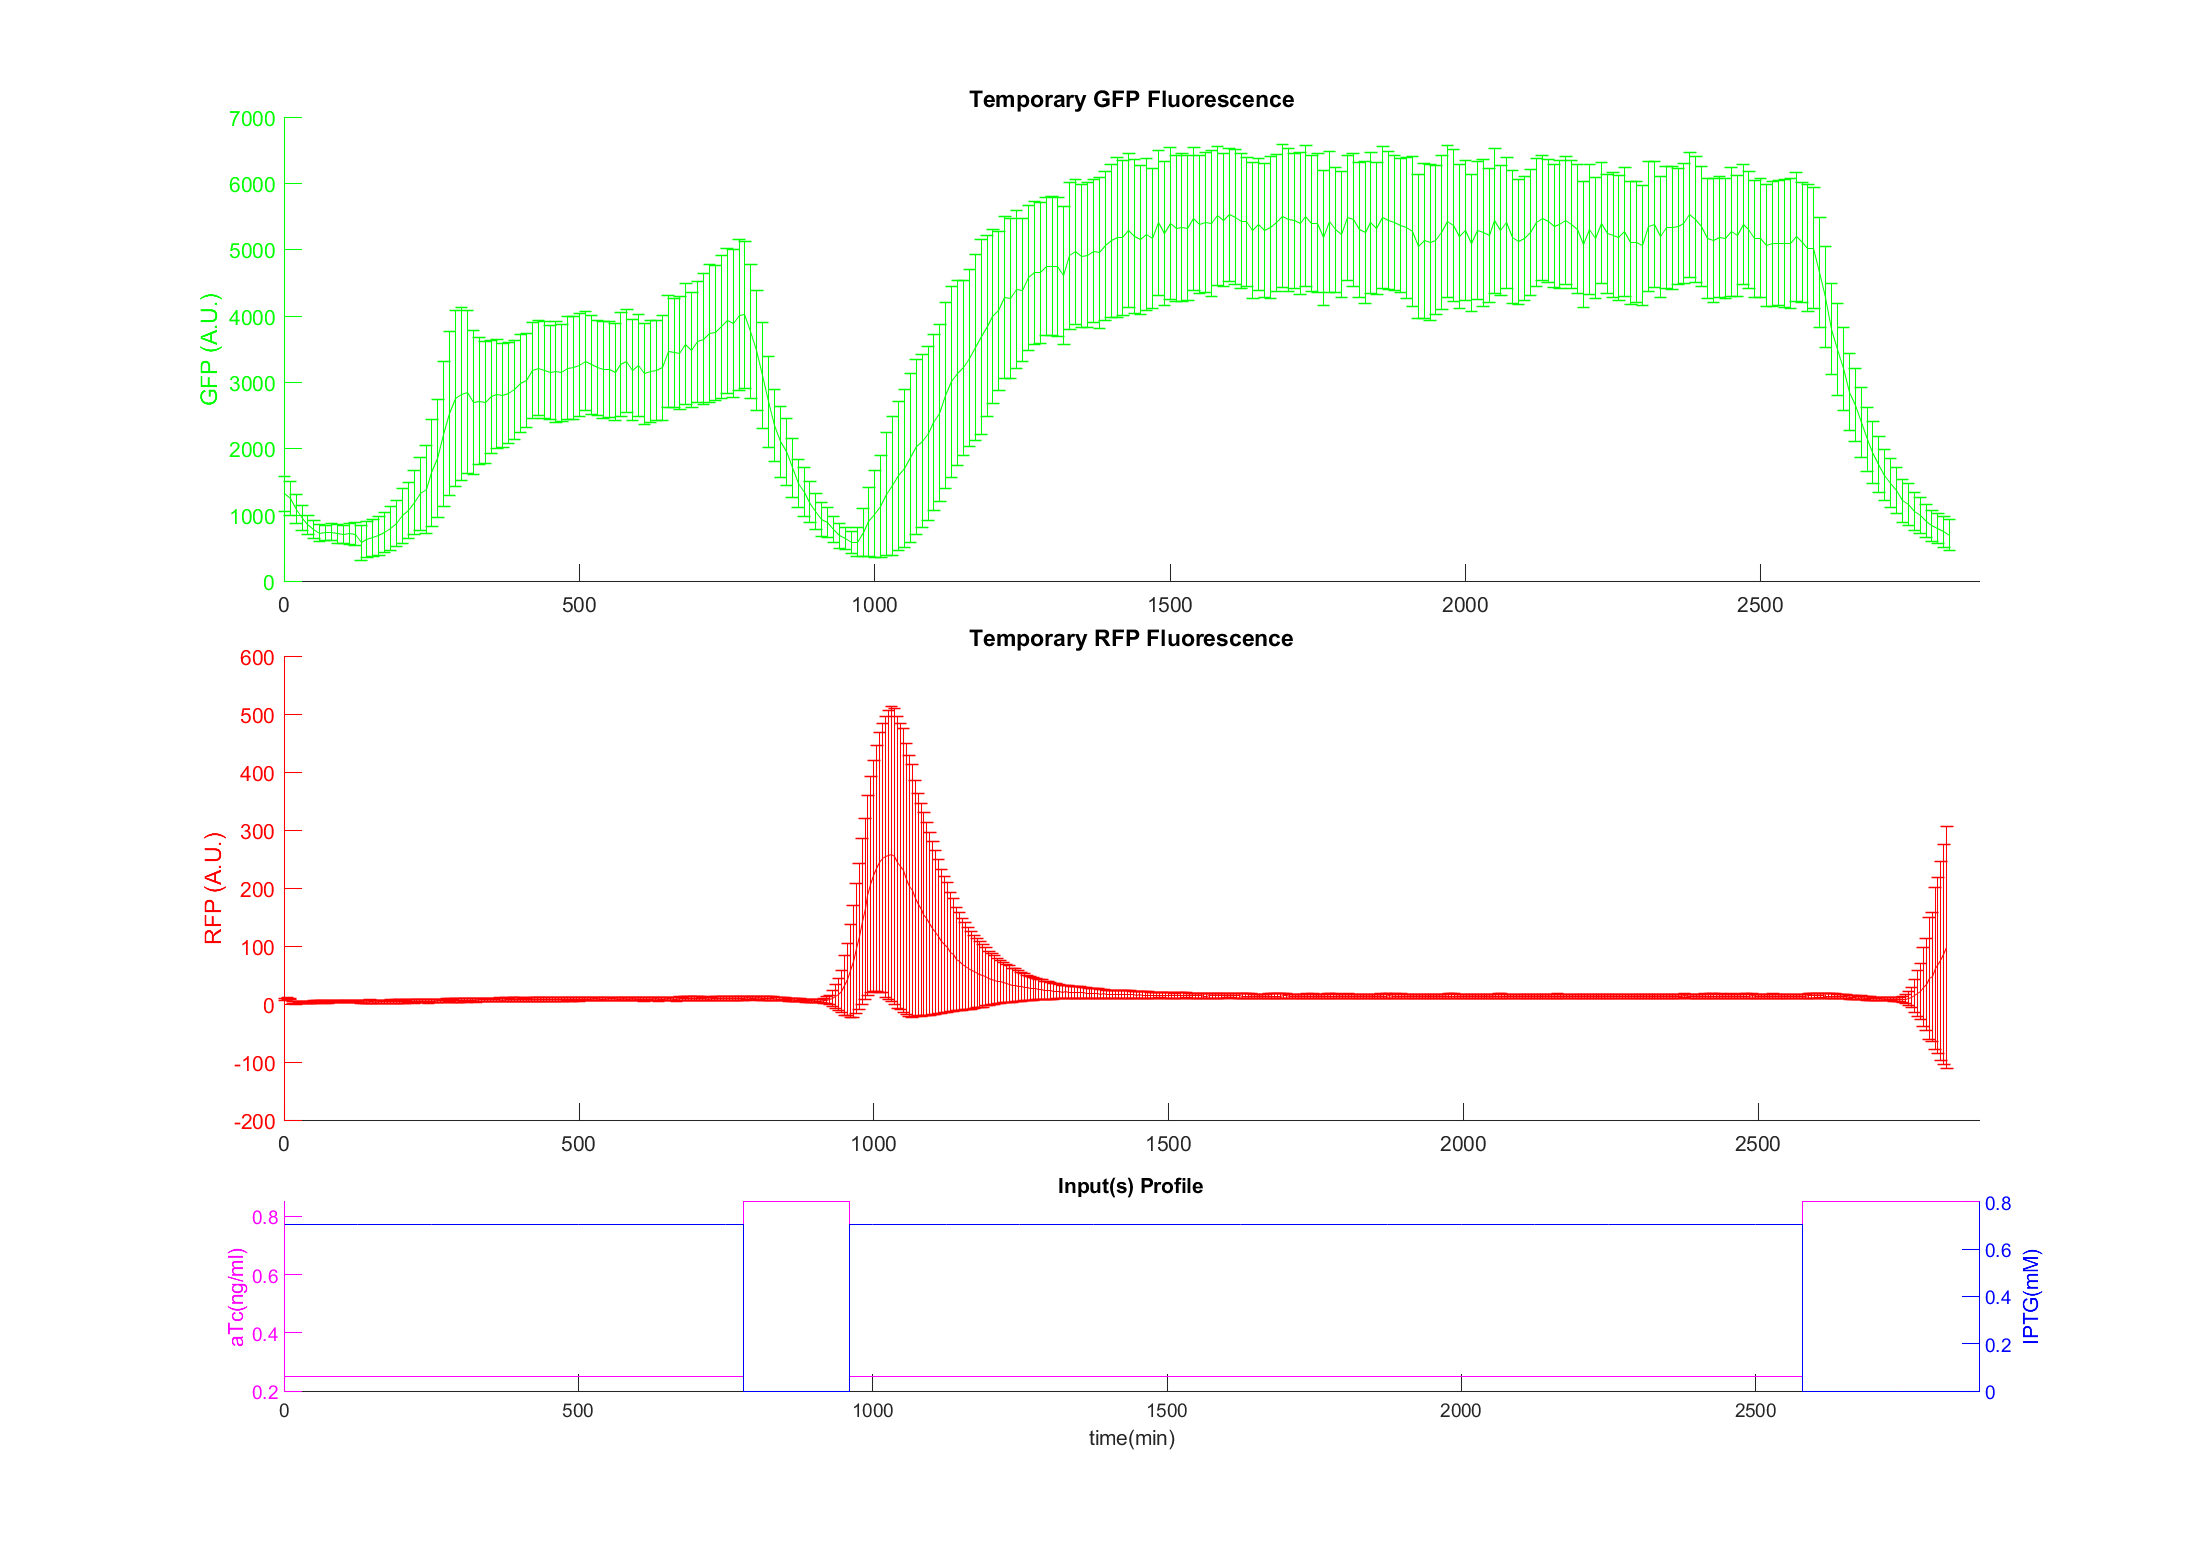 Temporary GFP Fluorescence
7000
6000
5000
4000
3000
2000
1000
0
GFP (A.U.)
0 500 1000 1500 2000 2500
Temporary RFP Fluorescence
600
500
400
300
200
100
0
-100
-200
RFP (A.U.)
0 500 1000 1500 2000 2500
Input(s) Profile
0.8
0.6
0.4
0.2
aTc(ng/ml)
0.8
0.6
0.4
0.2
0
IPTG(mM)
0 500 1000 1500 2000 2500
time(min)